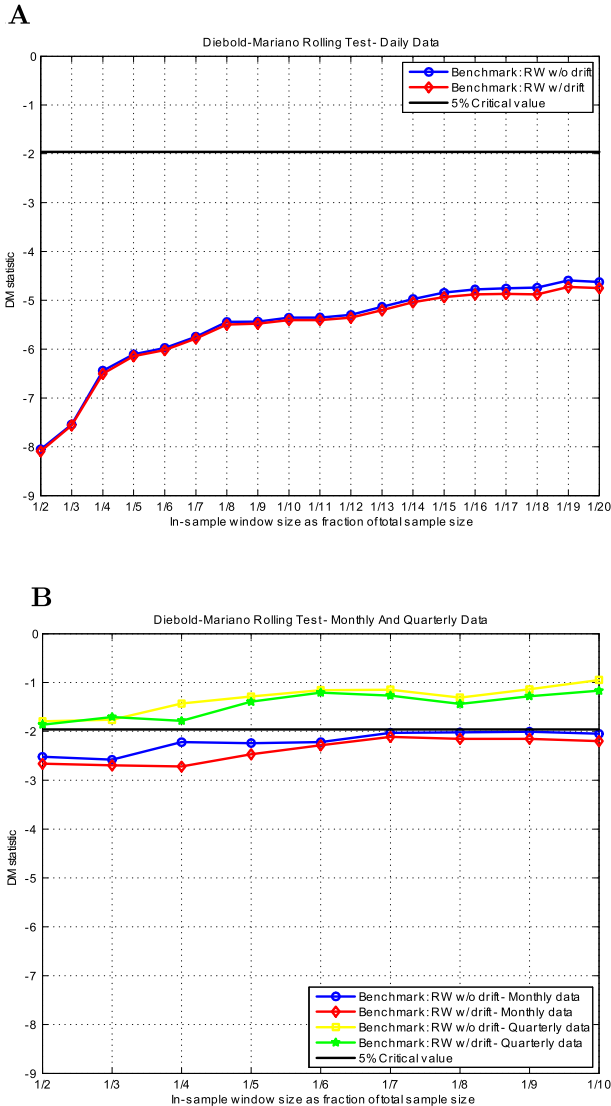 A
Diebold-Mariano Rolling Test - Daily Data
Benchmark: RW w/o drift
Benchmark: RW w/ drift
5% Critical value
0
-1
-2
-3
-4
-5
-6
-7
-8
-9
DM statistic
1/2 1/3 1/4 1/5 1/6 1/7 1/8 1/9 1/10 1/11 1/12 1/13 1/14 1/15 1/16 1/17 1/18 1/19 1/20
In-sample window size as fraction of total sample size
B
Diebold-Mariano Rolling Test - Monthly And Quarterly Data
0
-1
-2
-3
-4
-5
-6
-7
-8
-9
DM statistic
Benchmark: RW w/o drift - Monthly data
Benchmark: RW w/ drift - Monthly data
Benchmark: RW w/o drift - Quarterly data
Benchmark: RW w/ drift - Quarterly data
5% Critical value
1/2 1/3 1/4 1/5 1/6 1/7 1/8 1/9 1/10
In-sample window size as fraction of total sample size